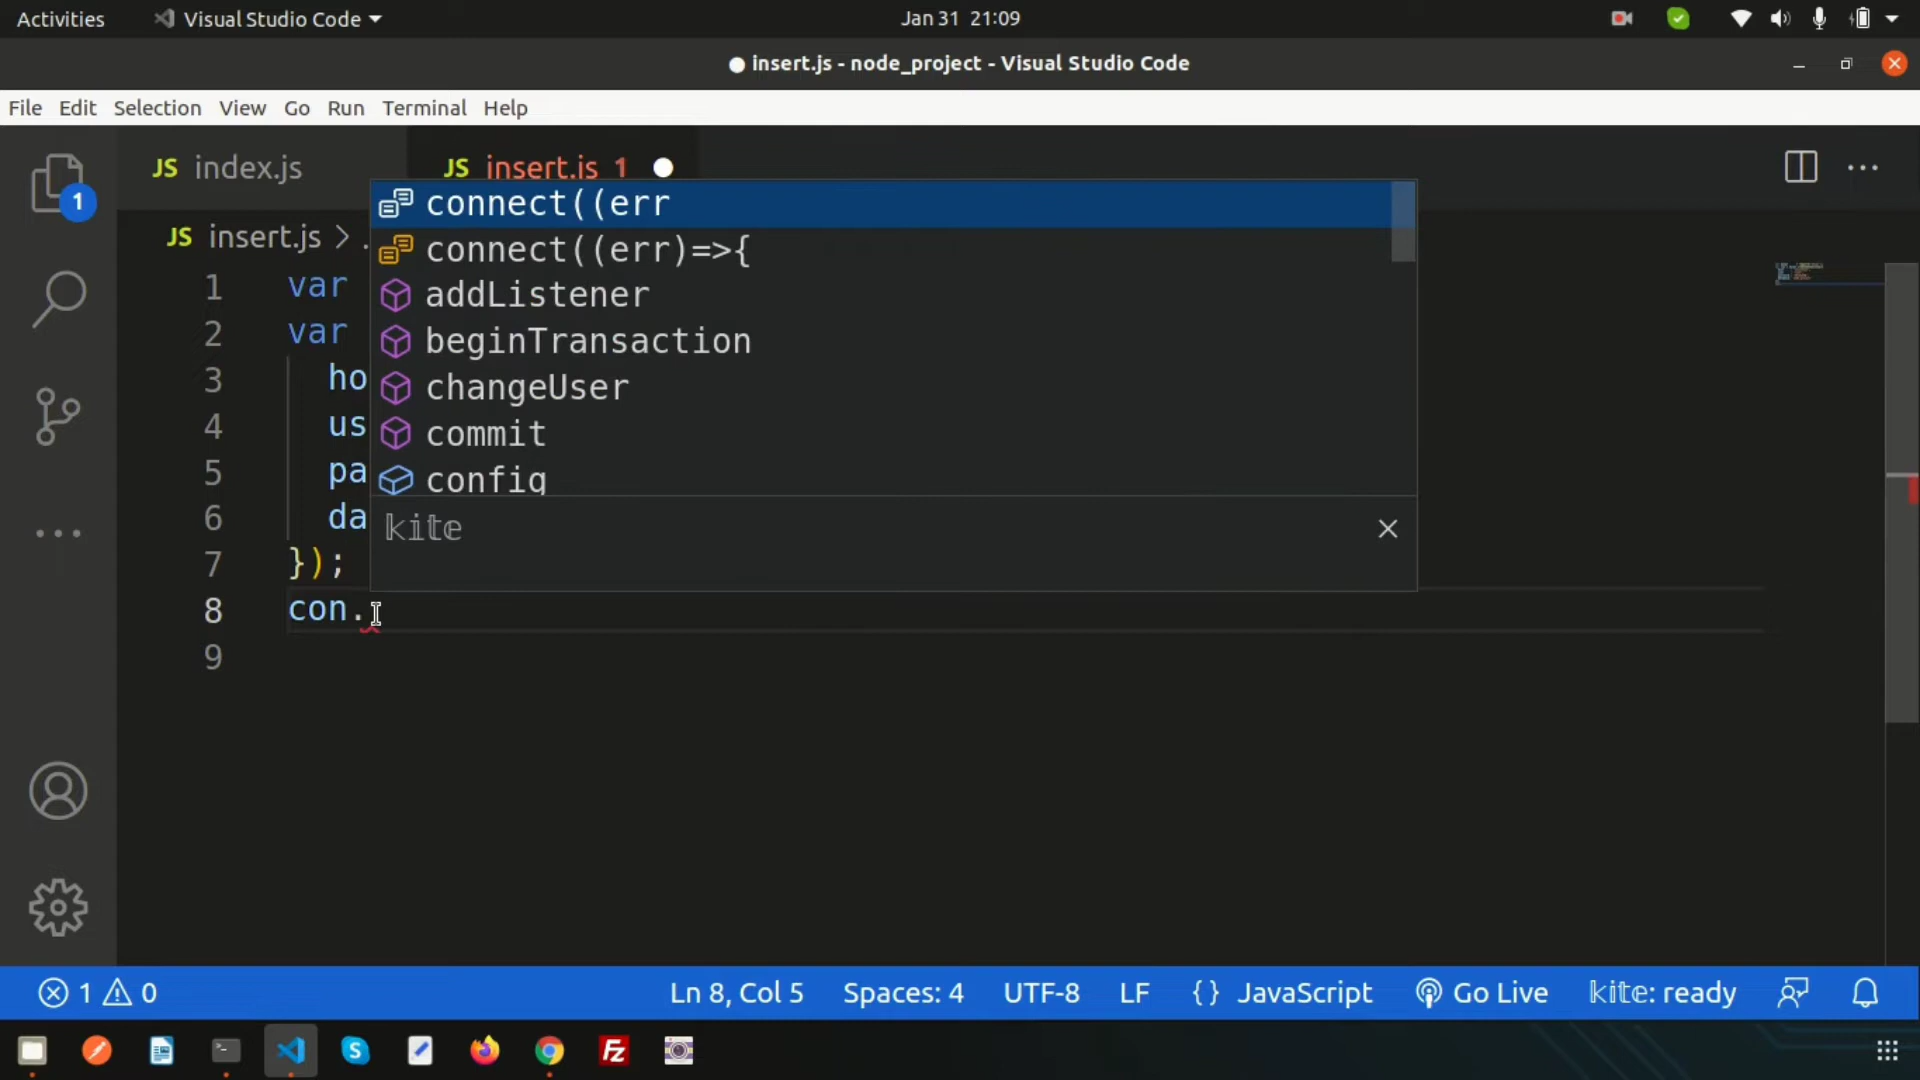 Activities Visual Studio Code Jan 31 21:09
insert.js - node_project - Visual Studio Code
File Edit Selection View Go Run Terminal Help
JS index.js JS insert.js 1
1
JS insert.js > .
connect((err
connect((err)=>{
addListener
beginTransaction
changeUser
commit
config
kite
1 var
2 var
3 ho
4 us
5 pa
6 da
7 });
8 con.
9
1 0 Ln 8, Col 5 Spaces: 4 UTF-8 LF {} JavaScript Go Live kite: ready